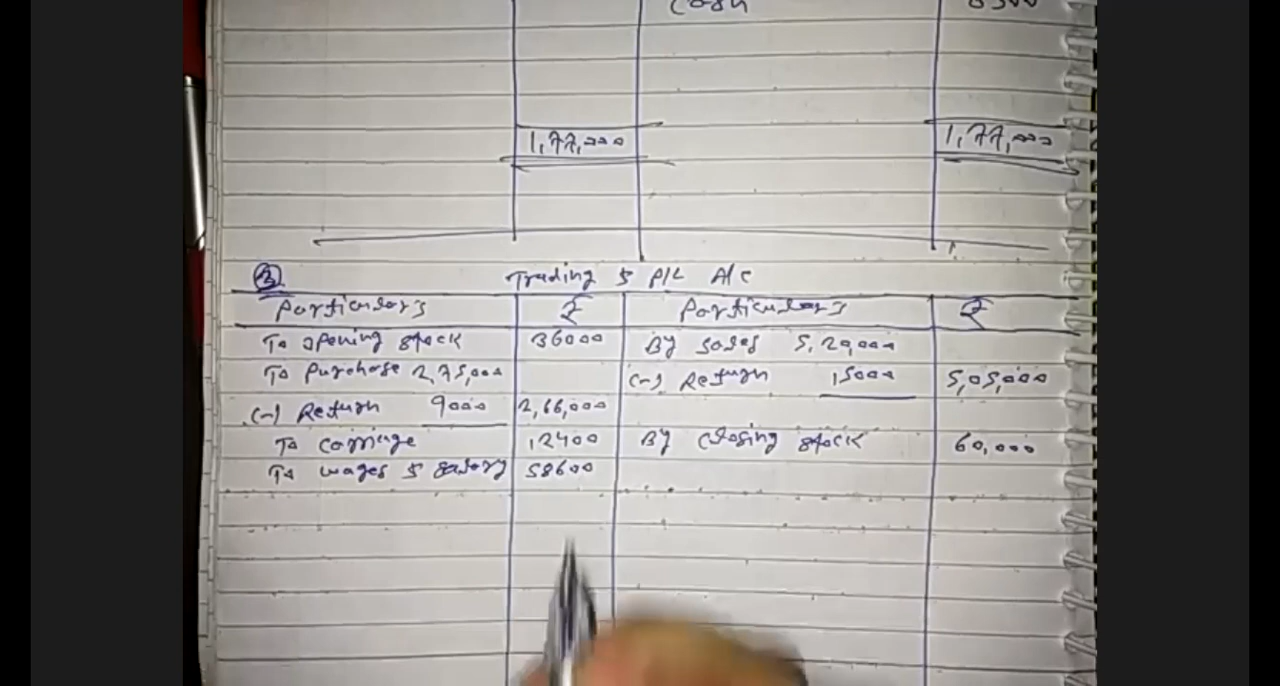 Cash
1,77,000 1,77,000
2 Trading & P/L A/c
Particulars ₹ Particulars ₹
To opening stock 36000 By sales 5,20,000
To purchase 2,75,000 (-) Return 15000 5,05,000
(-) Return 9000 2,66,000
To carriage 12400 By closing stock 60,000
To wages & salary 58600